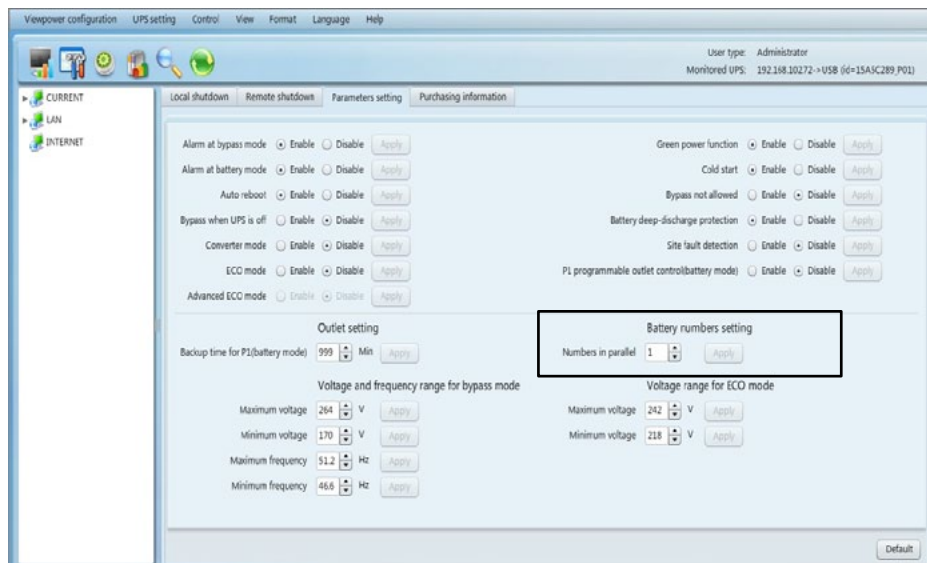 Viewpower configuration UPS setting Control View Format Language Help
User type: Administrator
Monitored UPS: 192.168.10272->USB (id=15A5C289_P01)
CURRENT
LAN
INTERNET
Local shutdown Remote shutdown Parameters setting Purchasing information
Alarm at bypass mode Enable Disable Apply Green power function Enable Disable Apply
Alarm at battery mode Enable Disable Apply Cold start Enable Disable Apply
Auto reboot Enable Disable Apply Bypass not allowed Enable Disable Apply
Bypass when UPS is off Enable Disable Apply Battery deep-discharge protection Enable Disable Apply
Converter mode Enable Disable Apply Site fault detection Enable Disable Apply
ECO mode Enable Disable Apply P1 programmable outlet control(battery mode) Enable Disable Apply
Advanced ECO mode Enable Disable Apply
Outlet setting Battery numbers setting
Backup time for P1(battery mode) 999 Min Apply Numbers in parallel 1 Apply
Voltage and frequency range for bypass mode Voltage range for ECO mode
Maximum voltage 264 V Apply Maximum voltage 242 V Apply
Minimum voltage 170 V Apply Minimum voltage 218 V Apply
Maximum frequency 51.2 Hz Apply
Minimum frequency 46.6 Hz Apply
Default